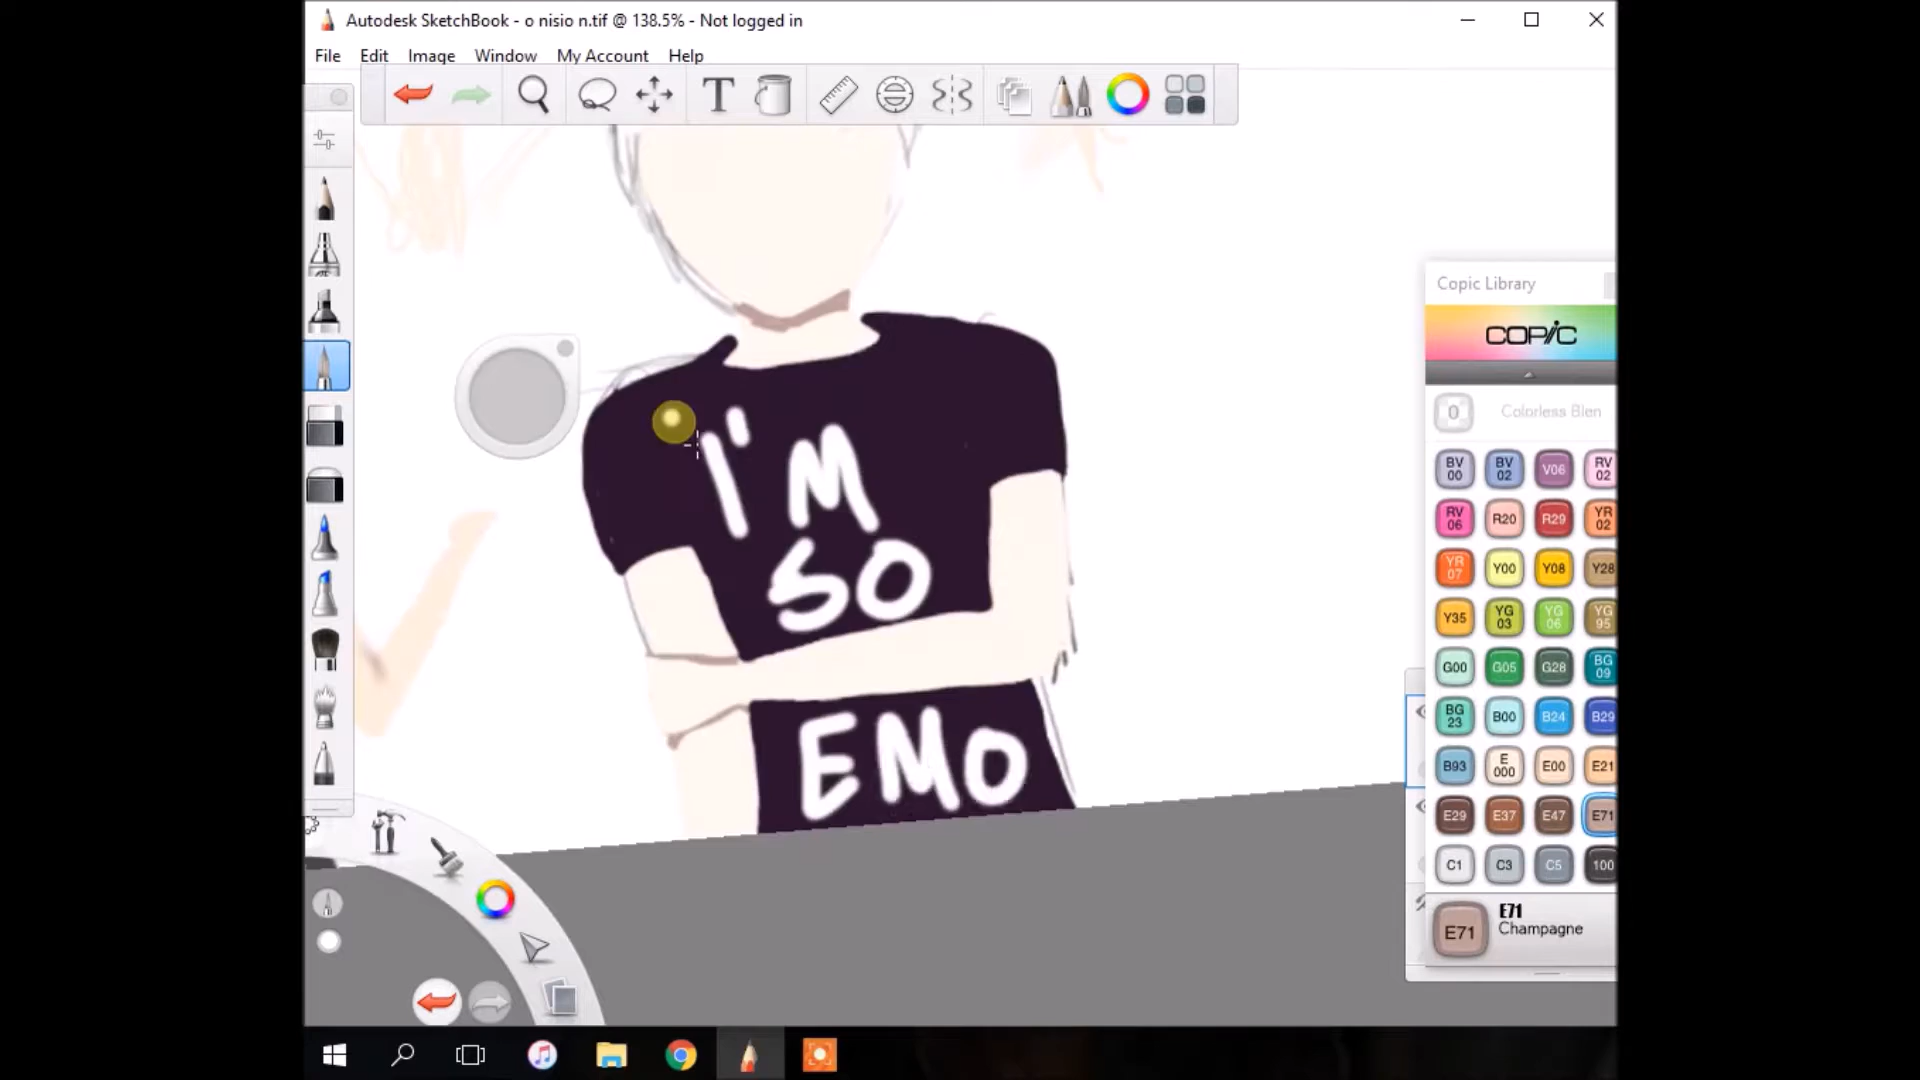 Autodesk SketchBook - o nisio n.tif @ 138.5% - Not logged in
File Edit Image Window My Account Help
T
Copic Library
COPIC
0 Colorless Blen
BV 00 BV 02 V06 RV 02
RV 06 R20 R29 YR 02
YR 07 Y00 Y08 Y28
Y35 YG 03 YG 06 YG 95
G00 G05 G28 BG 09
BG 23 B00 B24 B29
B93 E 000 E00 E21
E29 E37 E47 E71
C1 C3 C5 100
E71 E71
Champagne
I'M
SO
EMO